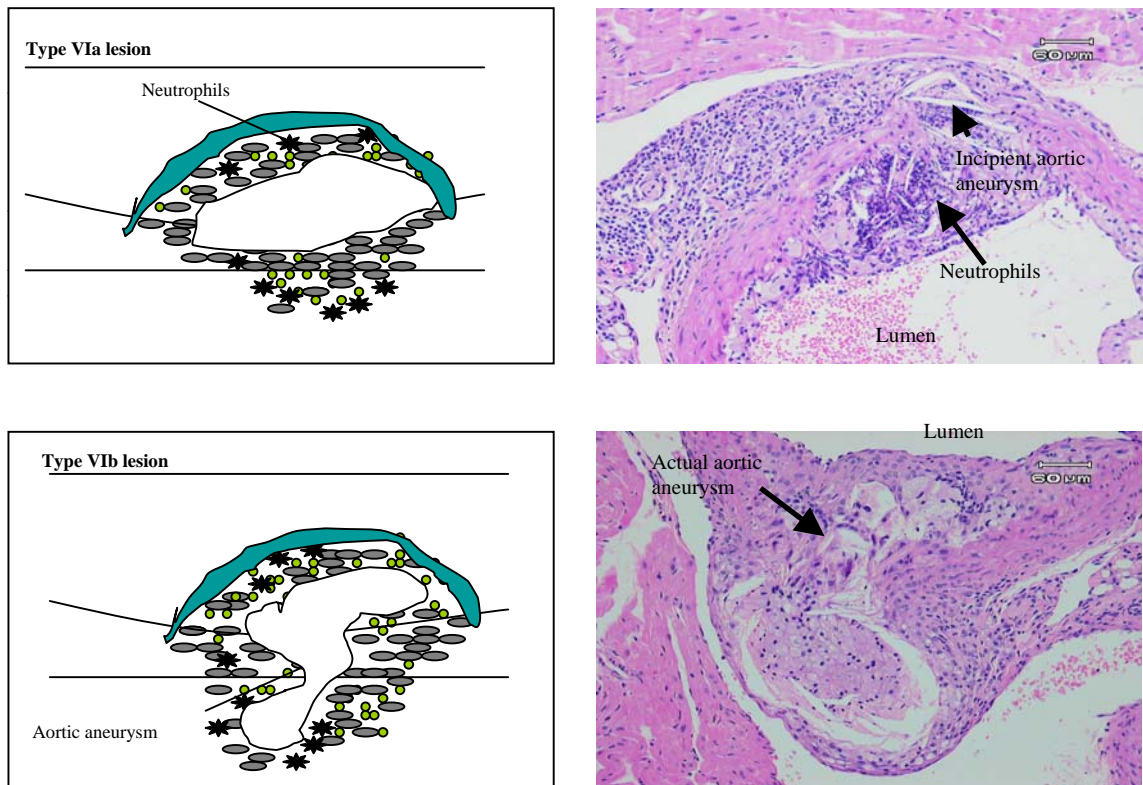 Type VIa lesion
Neutrophils
60 µm
Incipient aortic
aneurysm
Neutrophils
Lumen
Type VIb lesion
Aortic aneurysm
Lumen
Actual aortic
aneurysm
60 µm